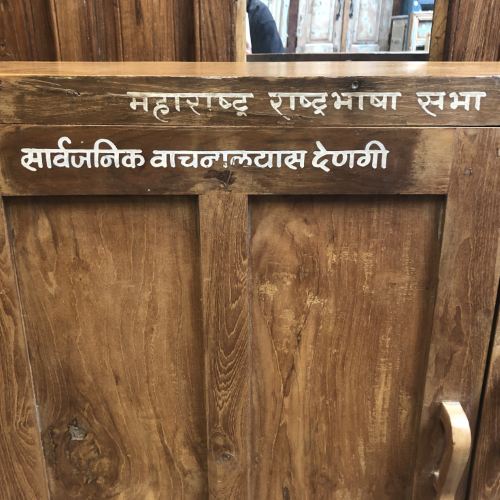 महाराष्ट्र राष्ट्रभाषा सभा
सार्वजनिक वाचनालयास देणगी